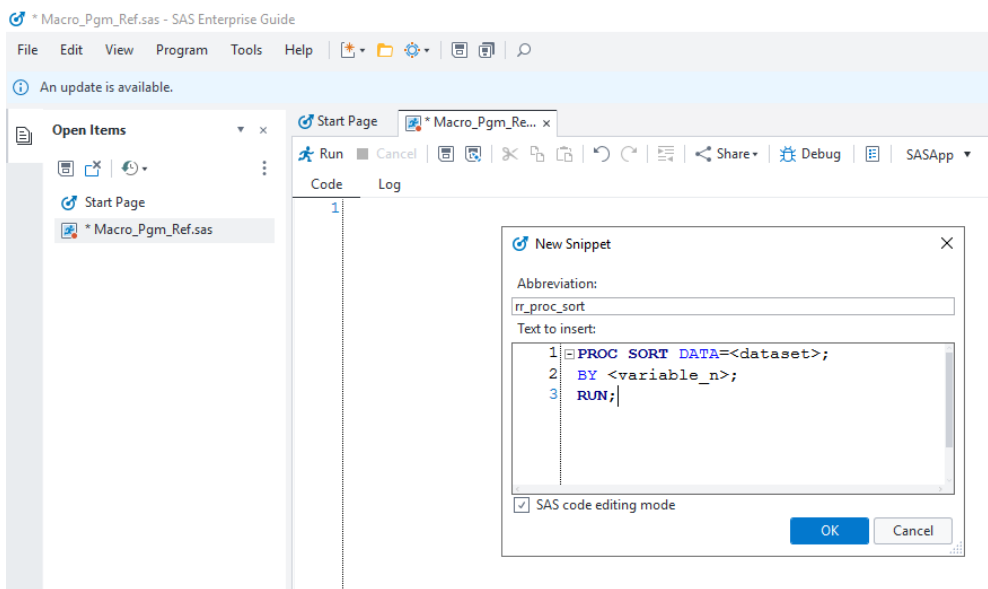 * Macro_Pgm_Ref.sas - SAS Enterprise Guide
File Edit View Program Tools Help
An update is available.
Open Items
Start Page
* Macro_Pgm_Ref.sas
Start Page * Macro_Pgm_Re... ×
Run Cancel Share Debug SASApp
Code Log
1
New Snippet
Abbreviation:
rr_proc_sort
Text to insert:
1 PROC SORT DATA=<dataset>;
2 BY <variable_n>;
3 RUN;
SAS code editing mode
OK Cancel